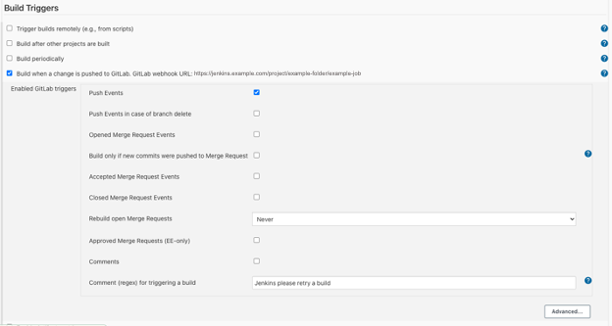 Build Triggers
Trigger builds remotely (e.g., from scripts)
Build after other projects are built
Build periodically
Build when a change is pushed to GitLab. GitLab webhook URL: https://jenkins.example.com/project/example-folder/example-job
Enabled GitLab triggers
Push Events
Push Events in case of branch delete
Opened Merge Request Events
Build only if new commits were pushed to Merge Request
Accepted Merge Request Events
Closed Merge Request Events
Rebuild open Merge Requests
Never
Approved Merge Requests (EE-only)
Comments
Comment (regex) for triggering a build
Jenkins please retry a build
Advanced...